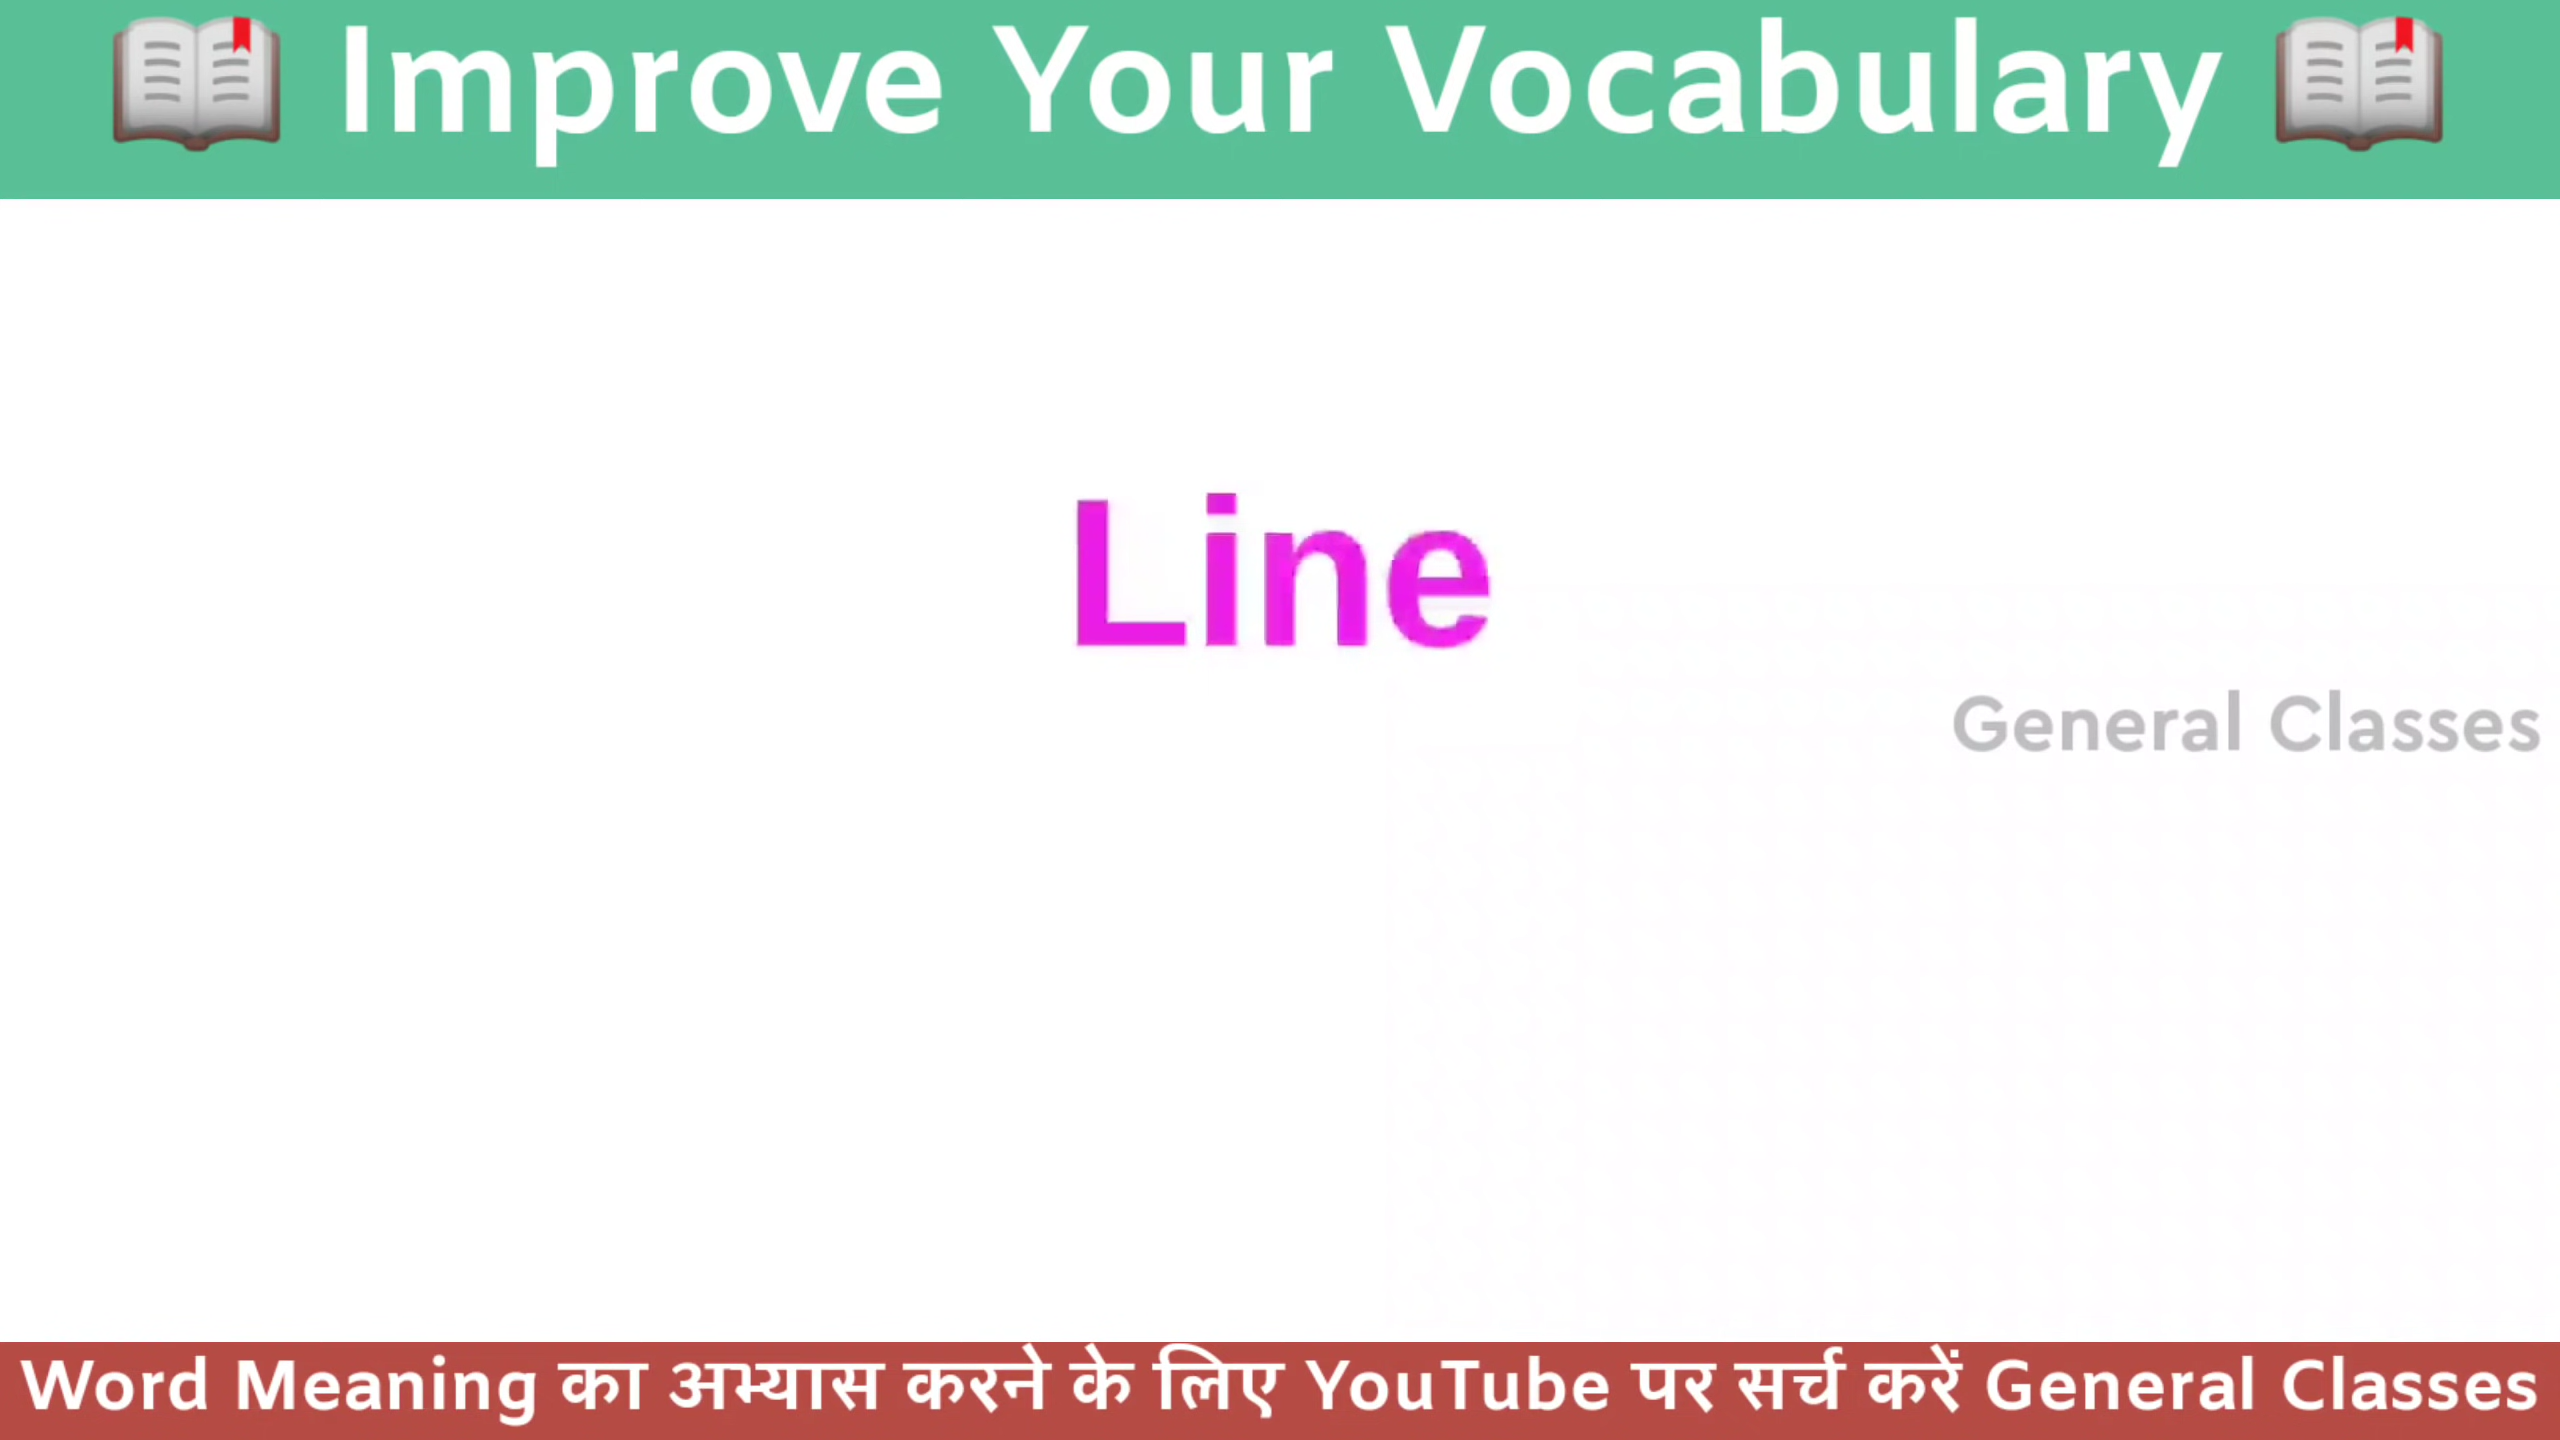 Improve Your Vocabulary
Line
General Classes
Word Meaning का अभ्यास करने के लिए YouTube पर सर्च करें General Classes